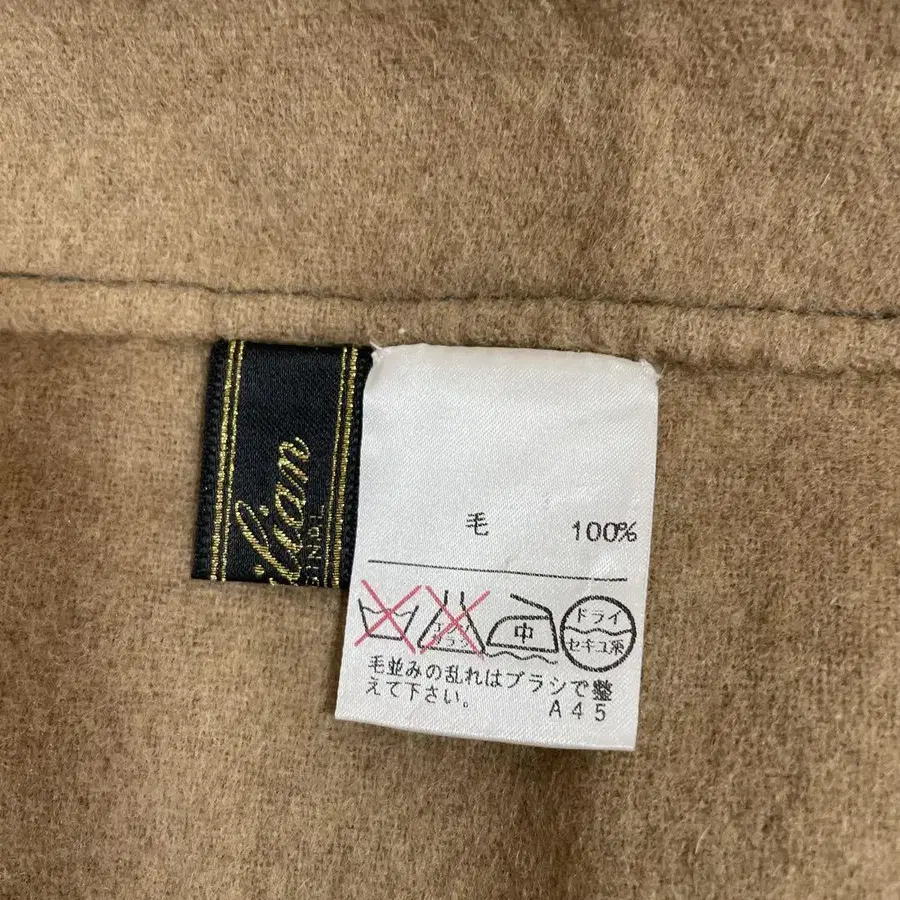 毛 100%
中
ドライ
セキユ系
毛並みの乱れはブラシで整
えて下さい。
A45